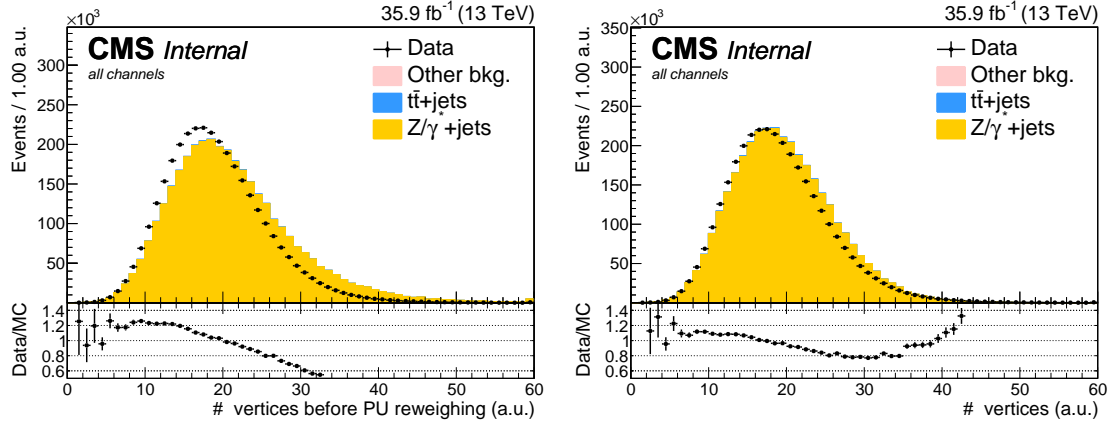 ×10³
35.9 fb⁻¹ (13 TeV)
Events / 1.00 a.u.
350
300
250
200
150
100
50
0
CMS Internal
all channels
Data
Other bkg.
tt̄+jets
Z/γ*+jets
Data/MC
1.4
1.2
1
0.8
0.6
0 10 20 30 40 50 60
# vertices before PU reweighing (a.u.)
×10³
35.9 fb⁻¹ (13 TeV)
Events / 1.00 a.u.
350
300
250
200
150
100
50
0
CMS Internal
all channels
Data
Other bkg.
tt̄+jets
Z/γ*+jets
Data/MC
1.4
1.2
1
0.8
0.6
0 10 20 30 40 50 60
# vertices (a.u.)